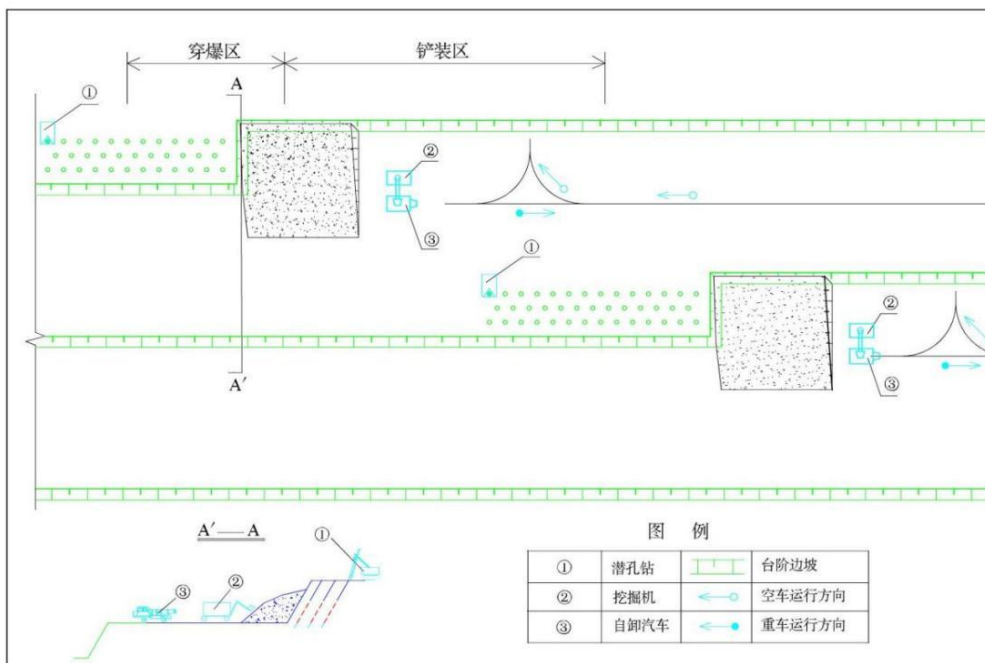 穿爆区 铲装区
A
①
②
③
①
②
③
A′
A′ — A
①
②
③
图 例
① 潜孔钻 台阶边坡
② 挖掘机 空车运行方向
③ 自卸汽车 重车运行方向